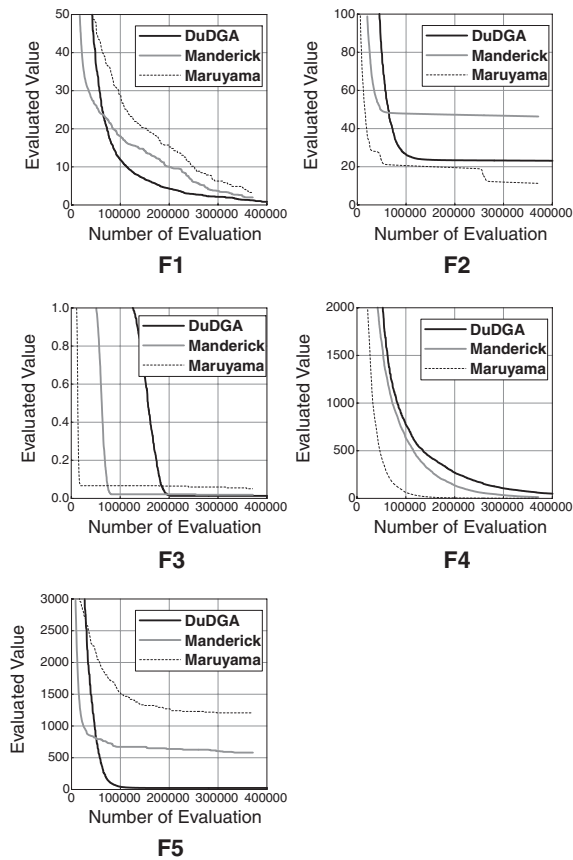 50
40
30
20
10
0
Evaluated Value
DuDGA
Manderick
Maruyama
0 100000 200000 300000 400000
Number of Evaluation
F1
100
80
60
40
20
0
Evaluated Value
DuDGA
Manderick
Maruyama
0 100000 200000 300000 400000
Number of Evaluation
F2
1.0
0.8
0.6
0.4
0.2
0.0
Evaluated Value
DuDGA
Manderick
Maruyama
0 100000 200000 300000 400000
Number of Evaluation
F3
2000
1500
1000
500
0
Evaluated Value
DuDGA
Manderick
Maruyama
0 100000 200000 300000 400000
Number of Evaluation
F4
3000
2500
2000
1500
1000
500
0
Evaluated Value
DuDGA
Manderick
Maruyama
0 100000 200000 300000 400000
Number of Evaluation
F5